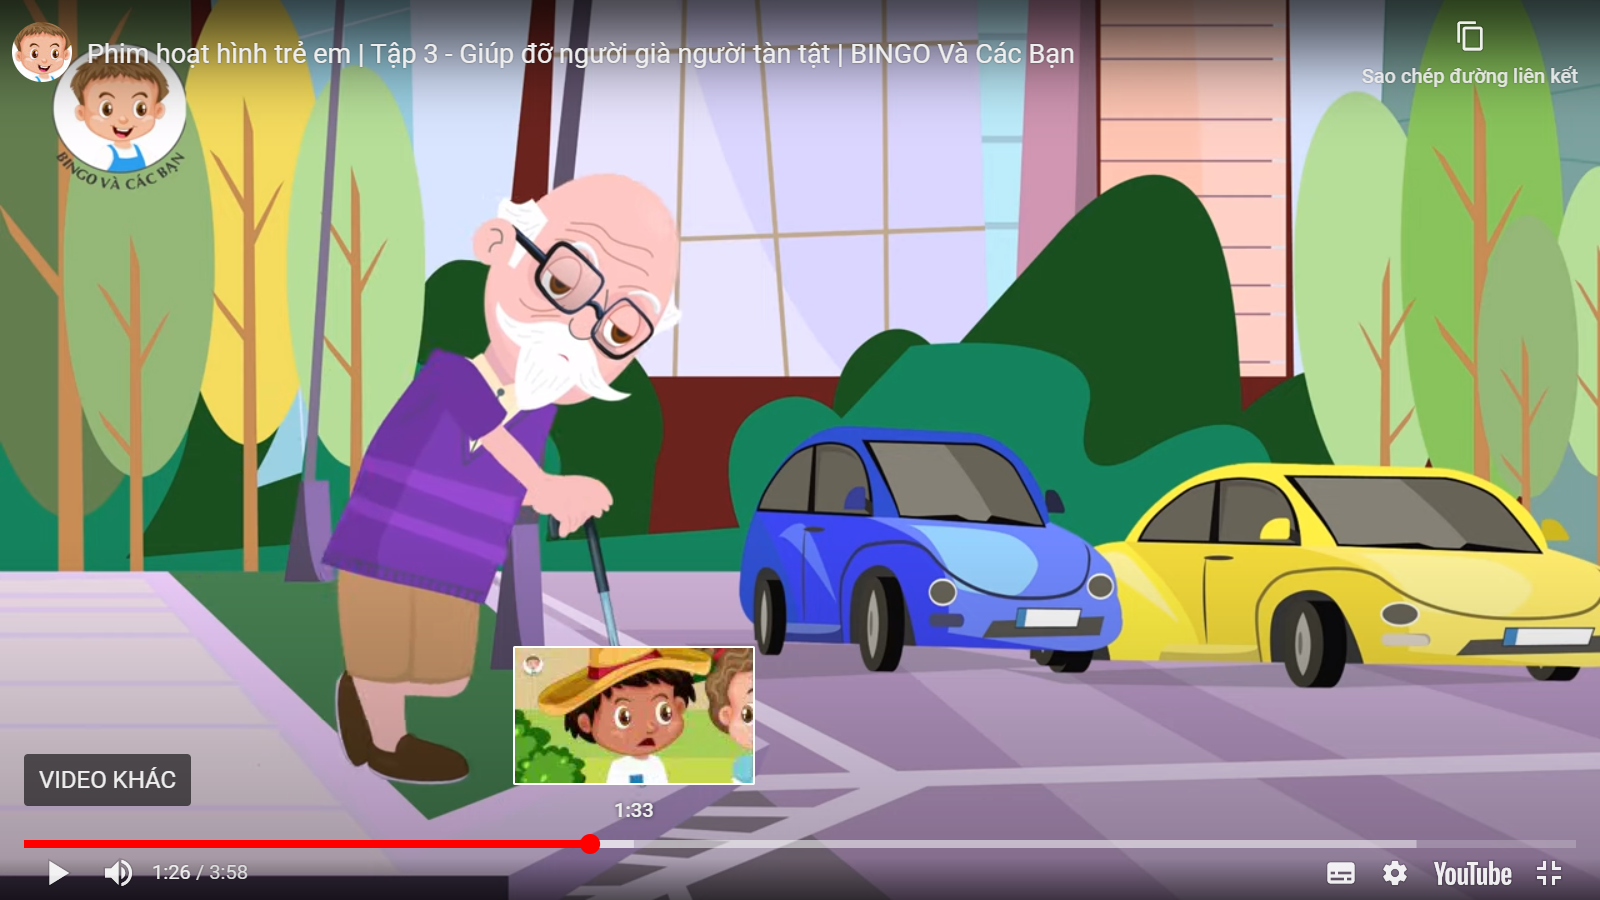 Phim hoạt hình trẻ em | Tập 3 - Giúp đỡ người già người tàn tật | BINGO Và Các Bạn
Sao chép đường liên kết
BINGO VÀ CÁC BẠN
VIDEO KHÁC
1:33
1:26 / 3:58
YouTube